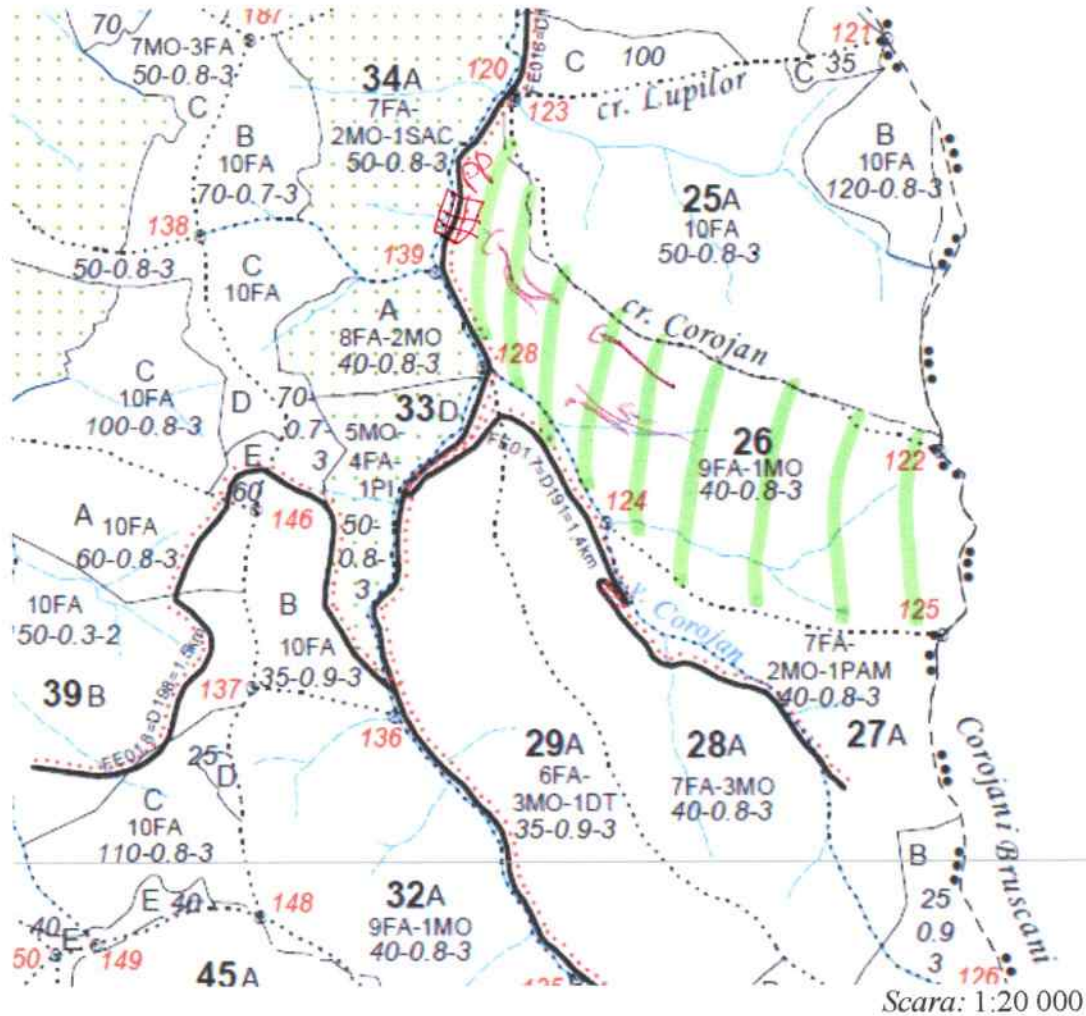 70
187
7MO-3FA
50-0.8-3
C
B
10FA
70-0.7-3
138
50-0.8-3
C
10FA
34A
7FA-
2MO-1SAC
50-0.8-3
120
123
C 100
cr. Lupilor
121
C 35
B
10FA
120-0.8-3
25A
10FA
50-0.8-3
139
A
8FA-2MO
40-0.8-3
128
cr. Corojan
C
10FA
100-0.8-3
D
70-
0.7-
3
33D
5MO-
4FA-
1PI
50-
0.8-
3
E
60
146
FE017=D191=1.4km
26
9FA-1MO
40-0.8-3
122
124
125
A 10FA
60-0.8-3
10FA
150-0.3-2
39B
B
10FA
35-0.9-3
137
136
v. Corojan
7FA-
2MO-1PAM
40-0.8-3
27A
29A
6FA-
3MO-1DT
35-0.9-3
28A
7FA-3MO
40-0.8-3
25
D
C
10FA
110-0.8-3
32A
9FA-1MO
40-0.8-3
E 40
148
40
E
50
149
45A
B
25
0.9
3
126
Corojani Bruscani
Scara: 1:20 000